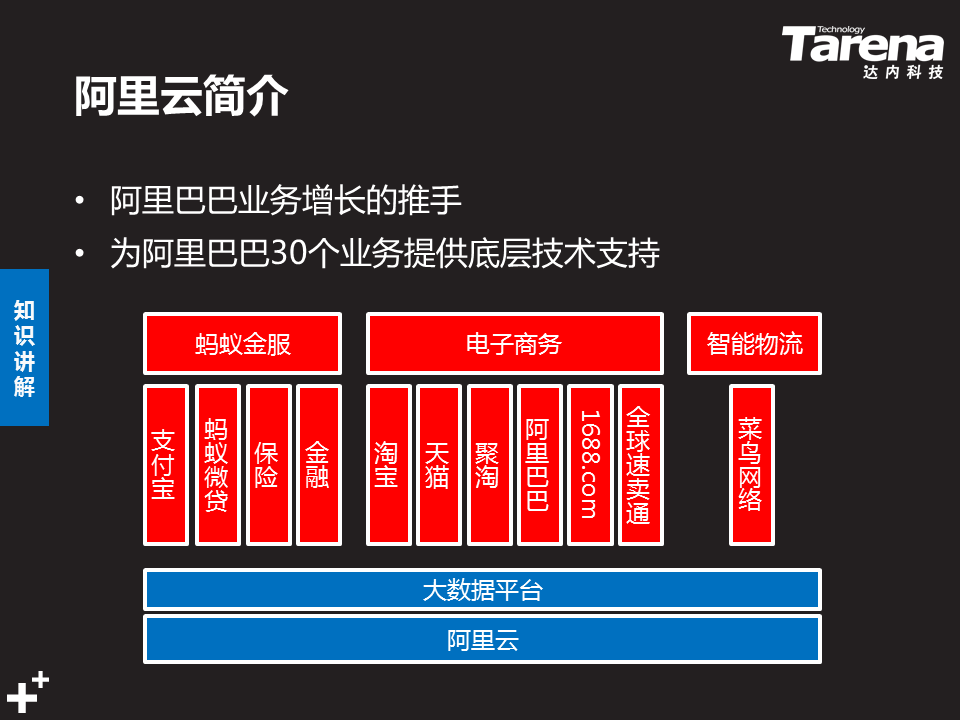 Technology
Tarena
达内科技
阿里云简介
• 阿里巴巴业务增长的推手
• 为阿里巴巴30个业务提供底层技术支持
知识讲解
蚂蚁金服
电子商务
智能物流
支付宝
蚂蚁微贷
保险
金融
淘宝
天猫
聚淘
阿里巴巴
1688.com
全球速卖通
菜鸟网络
大数据平台
阿里云